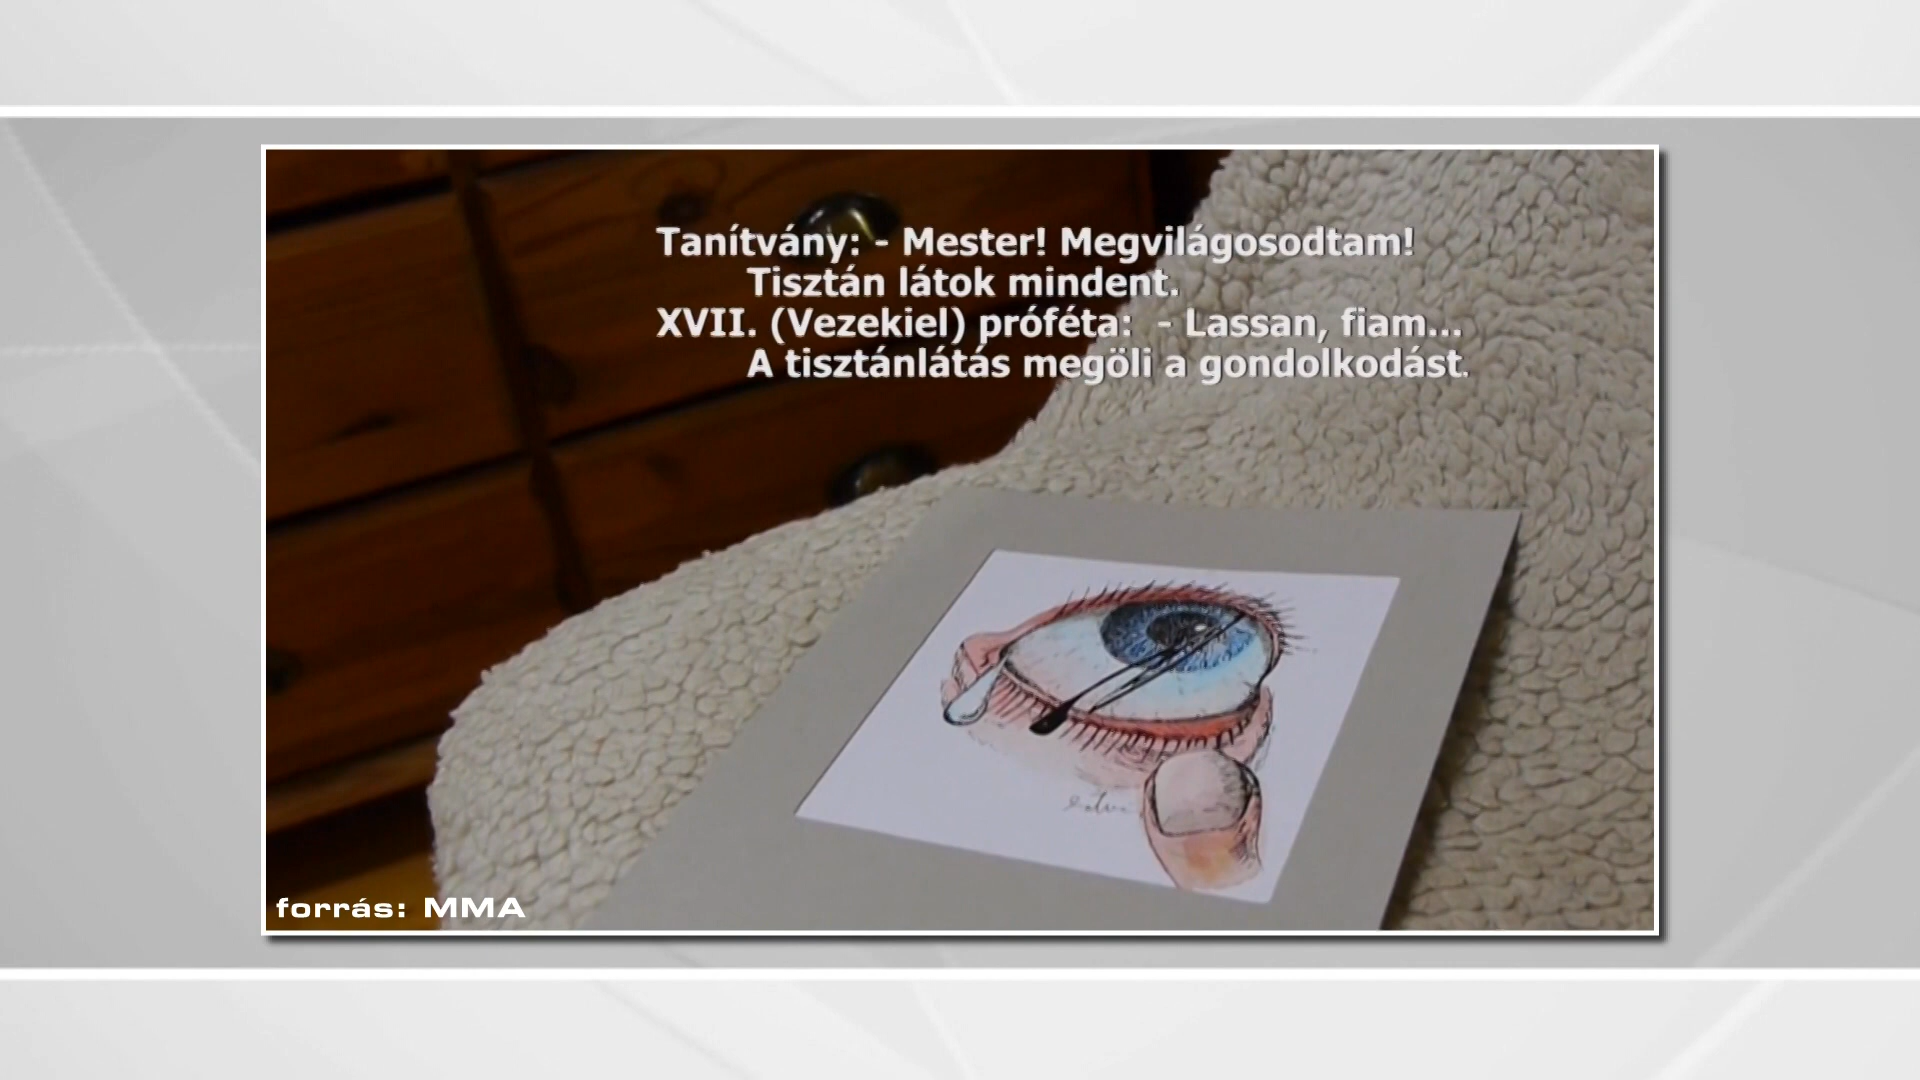 Tanítvány: - Mester! Megvilágosodtam!
Tisztán látok mindent.
XVII. (Vezekiel) próféta: - Lassan, fiam...
A tisztánlátás megöli a gondolkodást.
forrás: MMA